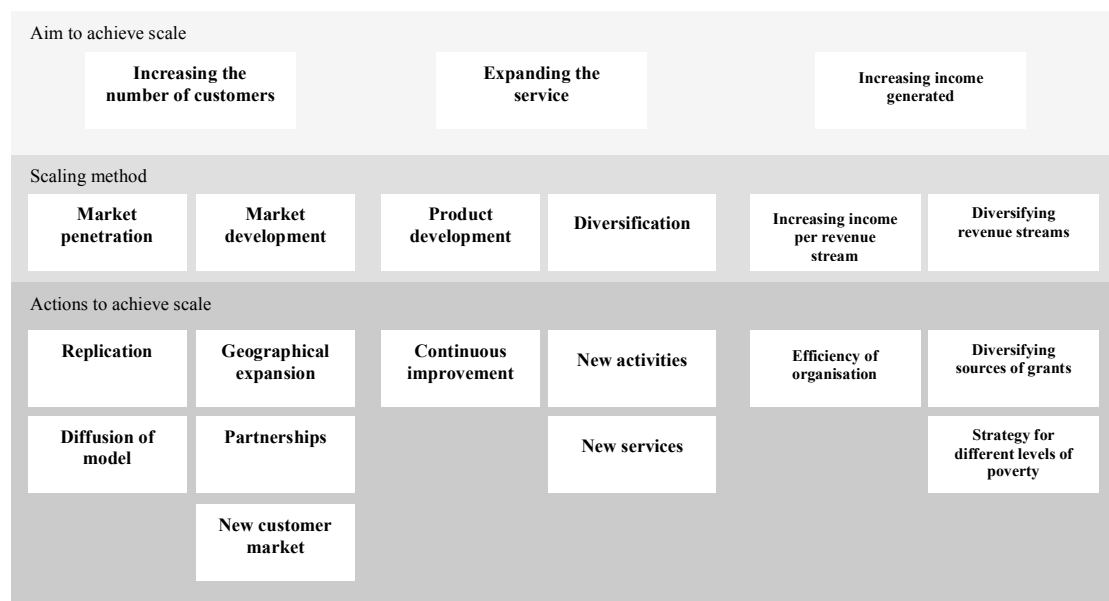 Aim to achieve scale
Increasing the
number of customers
Expanding the
service
Increasing income
generated
Scaling method
Market
penetration
Market
development
Product
development
Diversification
Increasing income
per revenue
stream
Diversifying
revenue streams
Actions to achieve scale
Replication
Geographical
expansion
Continuous
improvement
New activities
Efficiency of
organisation
Diversifying
sources of grants
Diffusion of
model
Partnerships
New services
Strategy for
different levels of
poverty
New customer
market